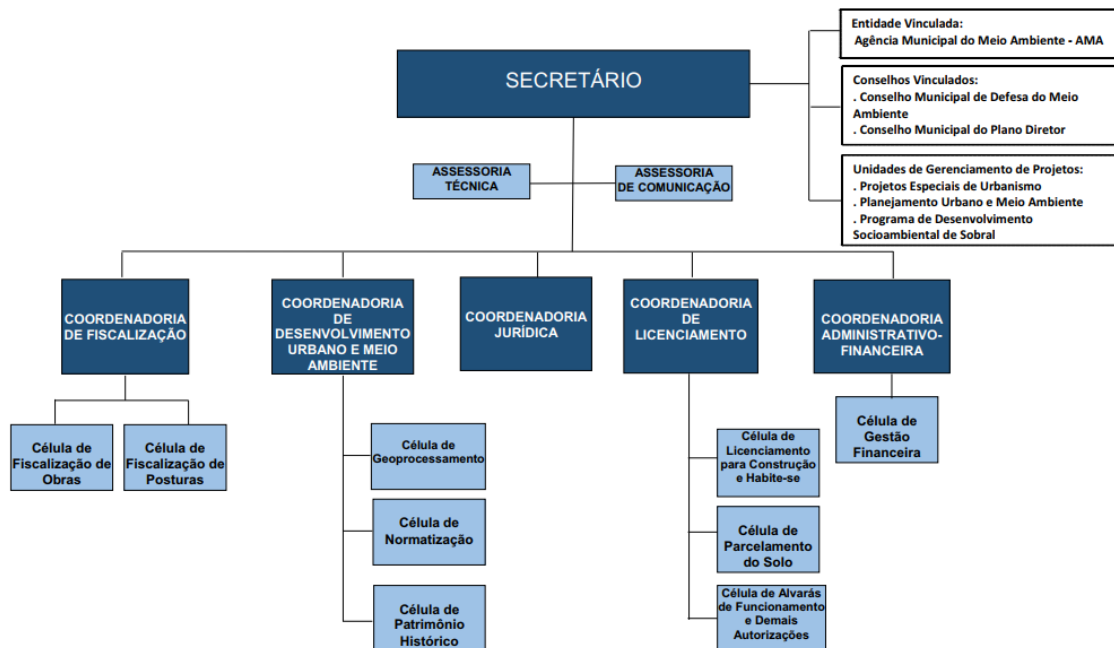 SECRETÁRIO
Entidade Vinculada:
Agência Municipal do Meio Ambiente - AMA
Conselhos Vinculados:
. Conselho Municipal de Defesa do Meio
Ambiente
. Conselho Municipal do Plano Diretor
Unidades de Gerenciamento de Projetos:
. Projetos Especiais de Urbanismo
. Planejamento Urbano e Meio Ambiente
. Programa de Desenvolvimento
Socioambiental de Sobral
ASSESSORIA
TÉCNICA
ASSESSORIA
DE COMUNICAÇÃO
COORDENADORIA
DE FISCALIZAÇÃO
COORDENADORIA
DE
DESENVOLVIMENTO
URBANO E MEIO
AMBIENTE
COORDENADORIA
JURÍDICA
COORDENADORIA
DE
LICENCIAMENTO
COORDENADORIA
ADMINISTRATIVO-
FINANCEIRA
Célula de
Fiscalização de
Obras
Célula de
Fiscalização de
Posturas
Célula de
Geoprocessamento
Célula de
Normatização
Célula de
Patrimônio
Histórico
Célula de
Licenciamento
para Construção
e Habite-se
Célula de
Parcelamento
do Solo
Célula de Alvarás
de Funcionamento
e Demais
Autorizações
Célula de
Gestão
Financeira